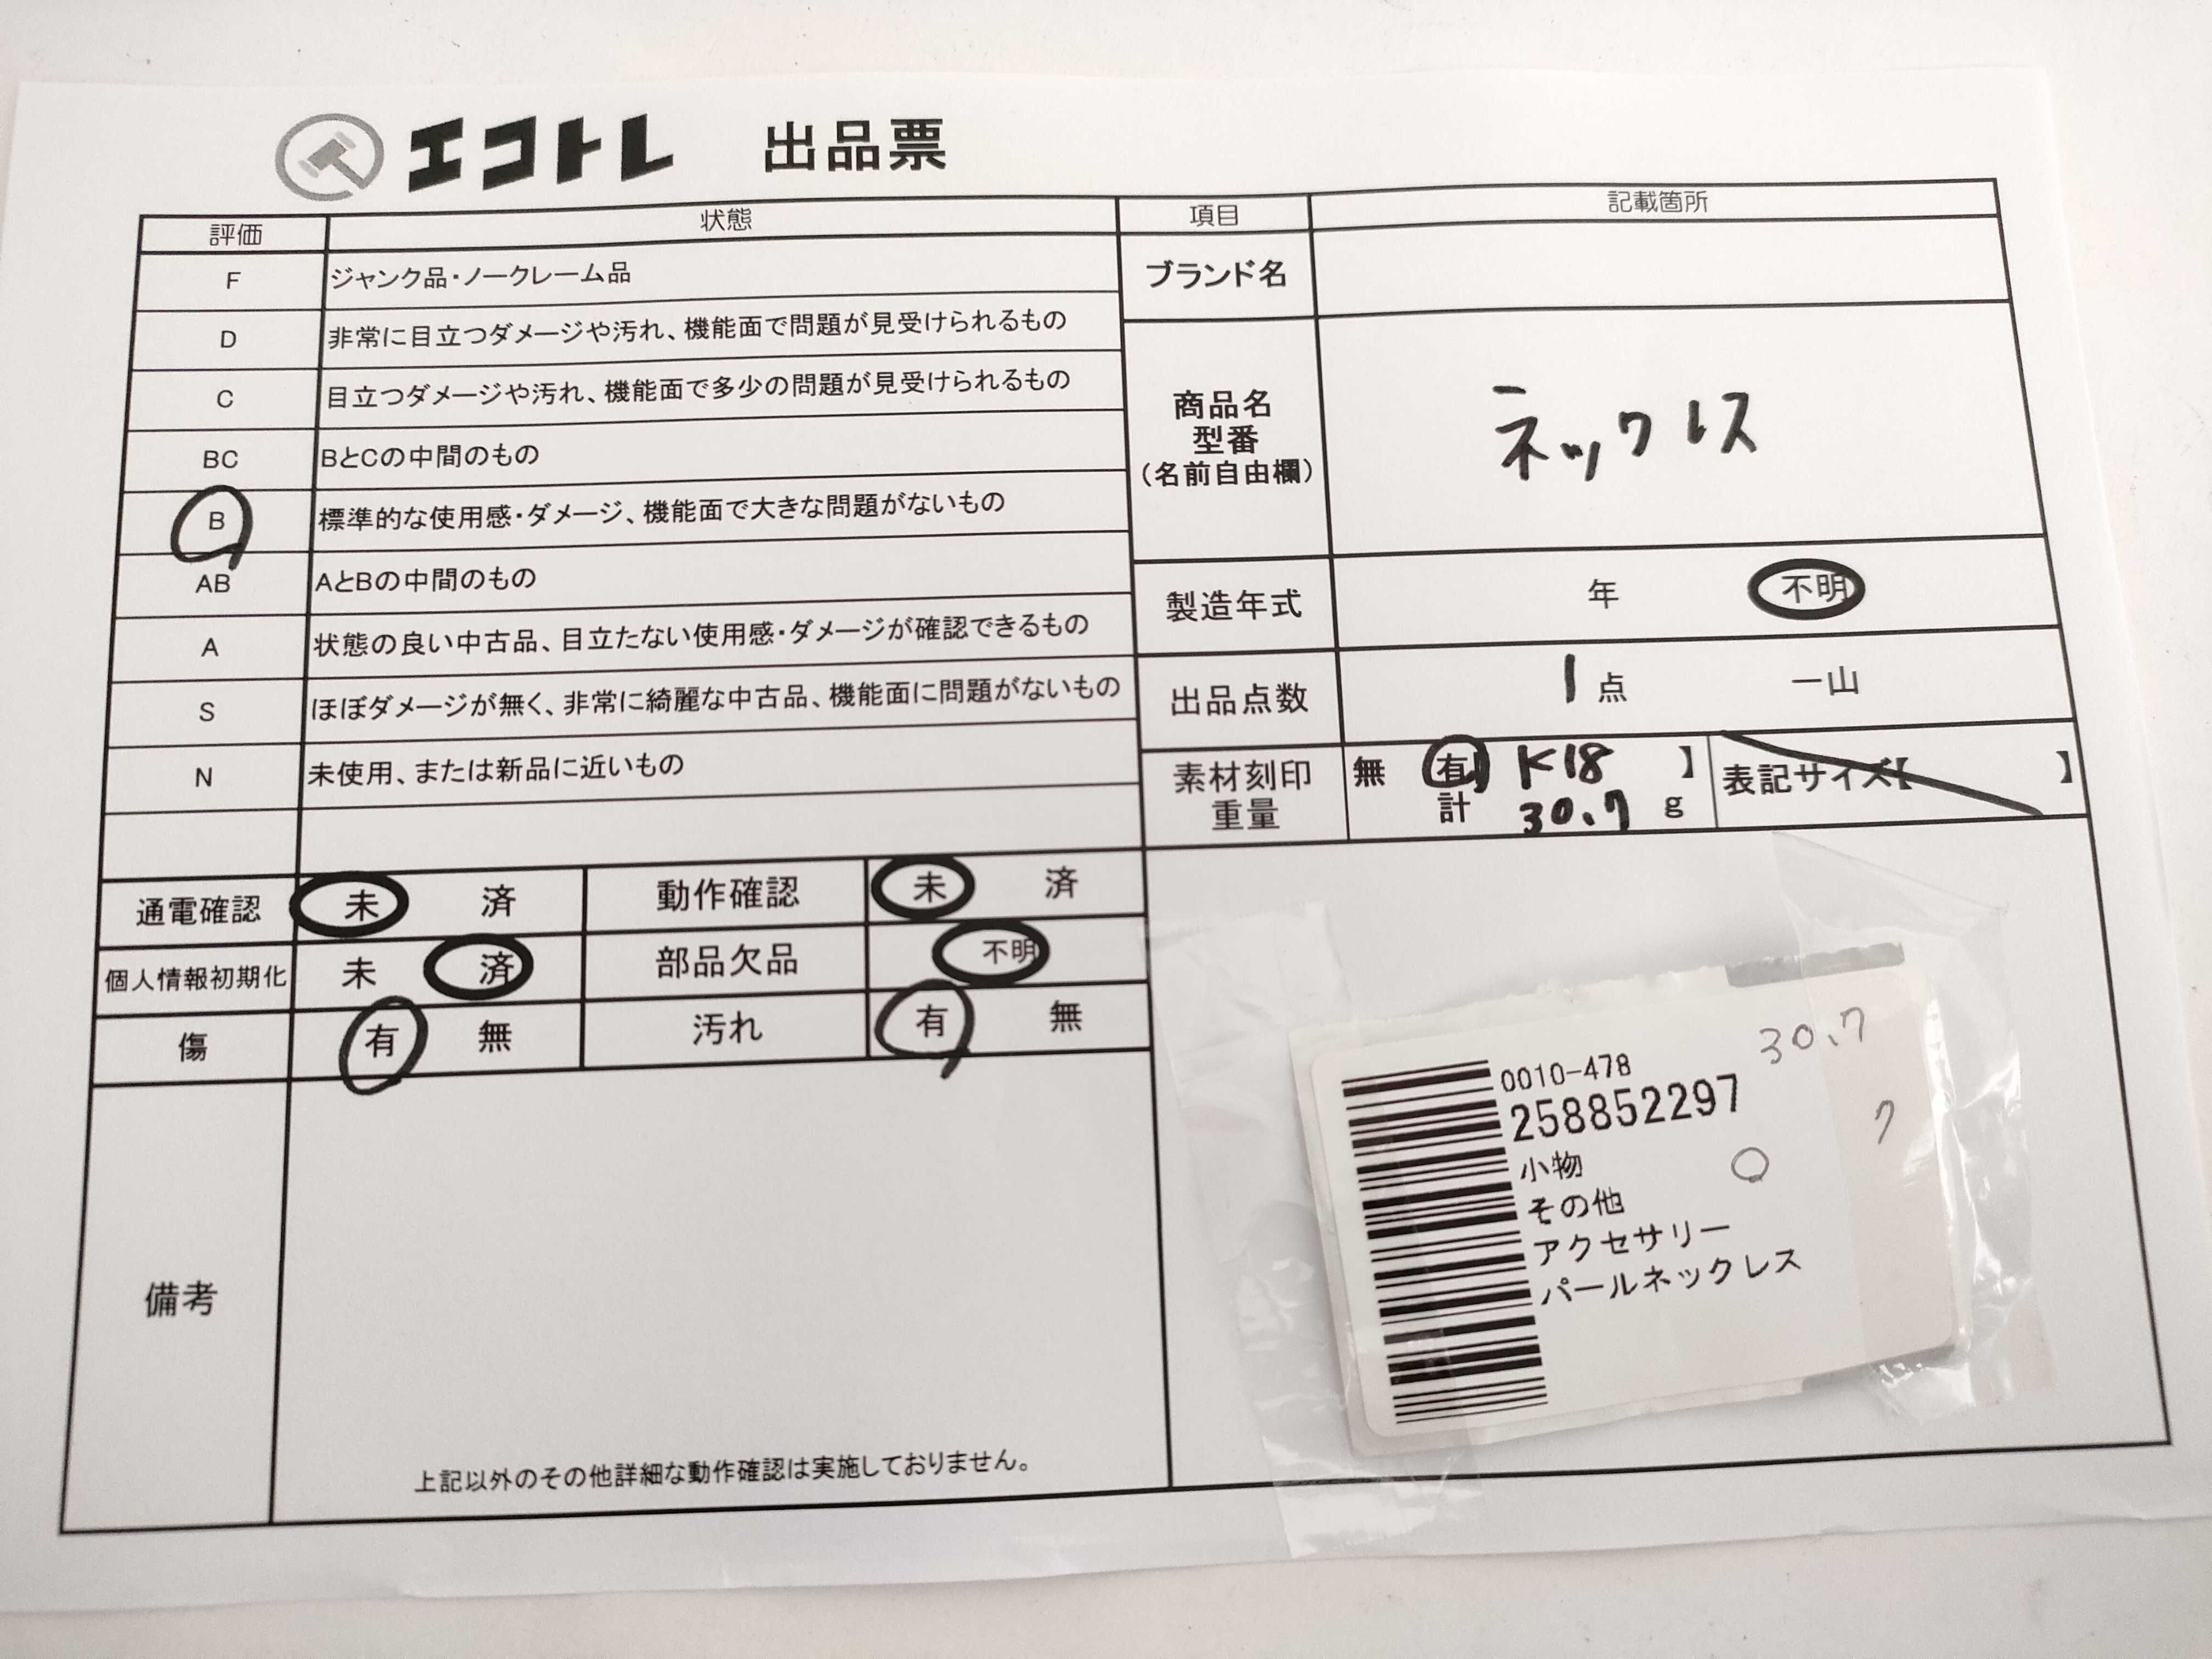 エコトレ 出品票
評価 状態 項目 記載箇所
F ジャンク品・ノークレーム品
D 非常に目立つダメージや汚れ、機能面で問題が見受けられるもの
C 目立つダメージや汚れ、機能面で多少の問題が見受けられるもの
BC BとCの中間のもの
B 標準的な使用感・ダメージ、機能面で大きな問題がないもの
AB AとBの中間のもの
A 状態の良い中古品、目立たない使用感・ダメージが確認できるもの
S ほぼダメージが無く、非常に綺麗な中古品、機能面に問題がないもの
N 未使用、または新品に近いもの
ブランド名
商品名
型番
(名前自由欄)
ネックレス
製造年式 年 不明
出品点数 1 点 一山
素材刻印
重量
無 有 K18 】
計 30.7 g
表記サイズ【 】
通電確認 未 済 動作確認 未 済
個人情報初期化 未 済 部品欠品 不明
傷 有 無 汚れ 有 無
備考
上記以外のその他詳細な動作確認は実施しておりません。
30.7
0010-478
258852297
小物
その他
アクセサリー
パールネックレス